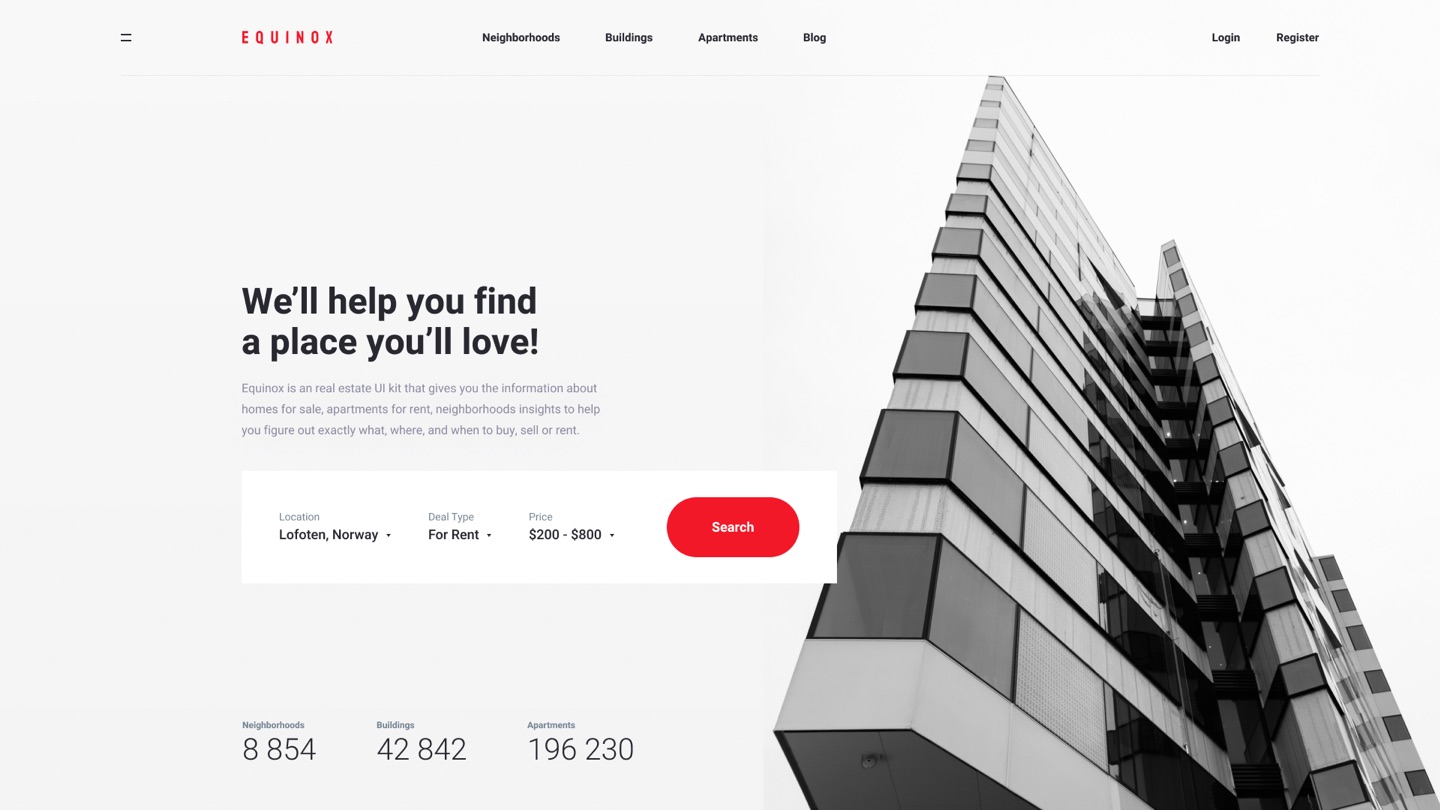 EQUINOX
Neighborhoods Buildings Apartments Blog
Login Register
We’ll help you find
a place you’ll love!
Equinox is an real estate UI kit that gives you the information about
homes for sale, apartments for rent, neighborhoods insights to help
you figure out exactly what, where, and when to buy, sell or rent.
Location Deal Type Price
Lofoten, Norway For Rent $200 - $800
Search
Neighborhoods Buildings Apartments
8 854 42 842 196 230